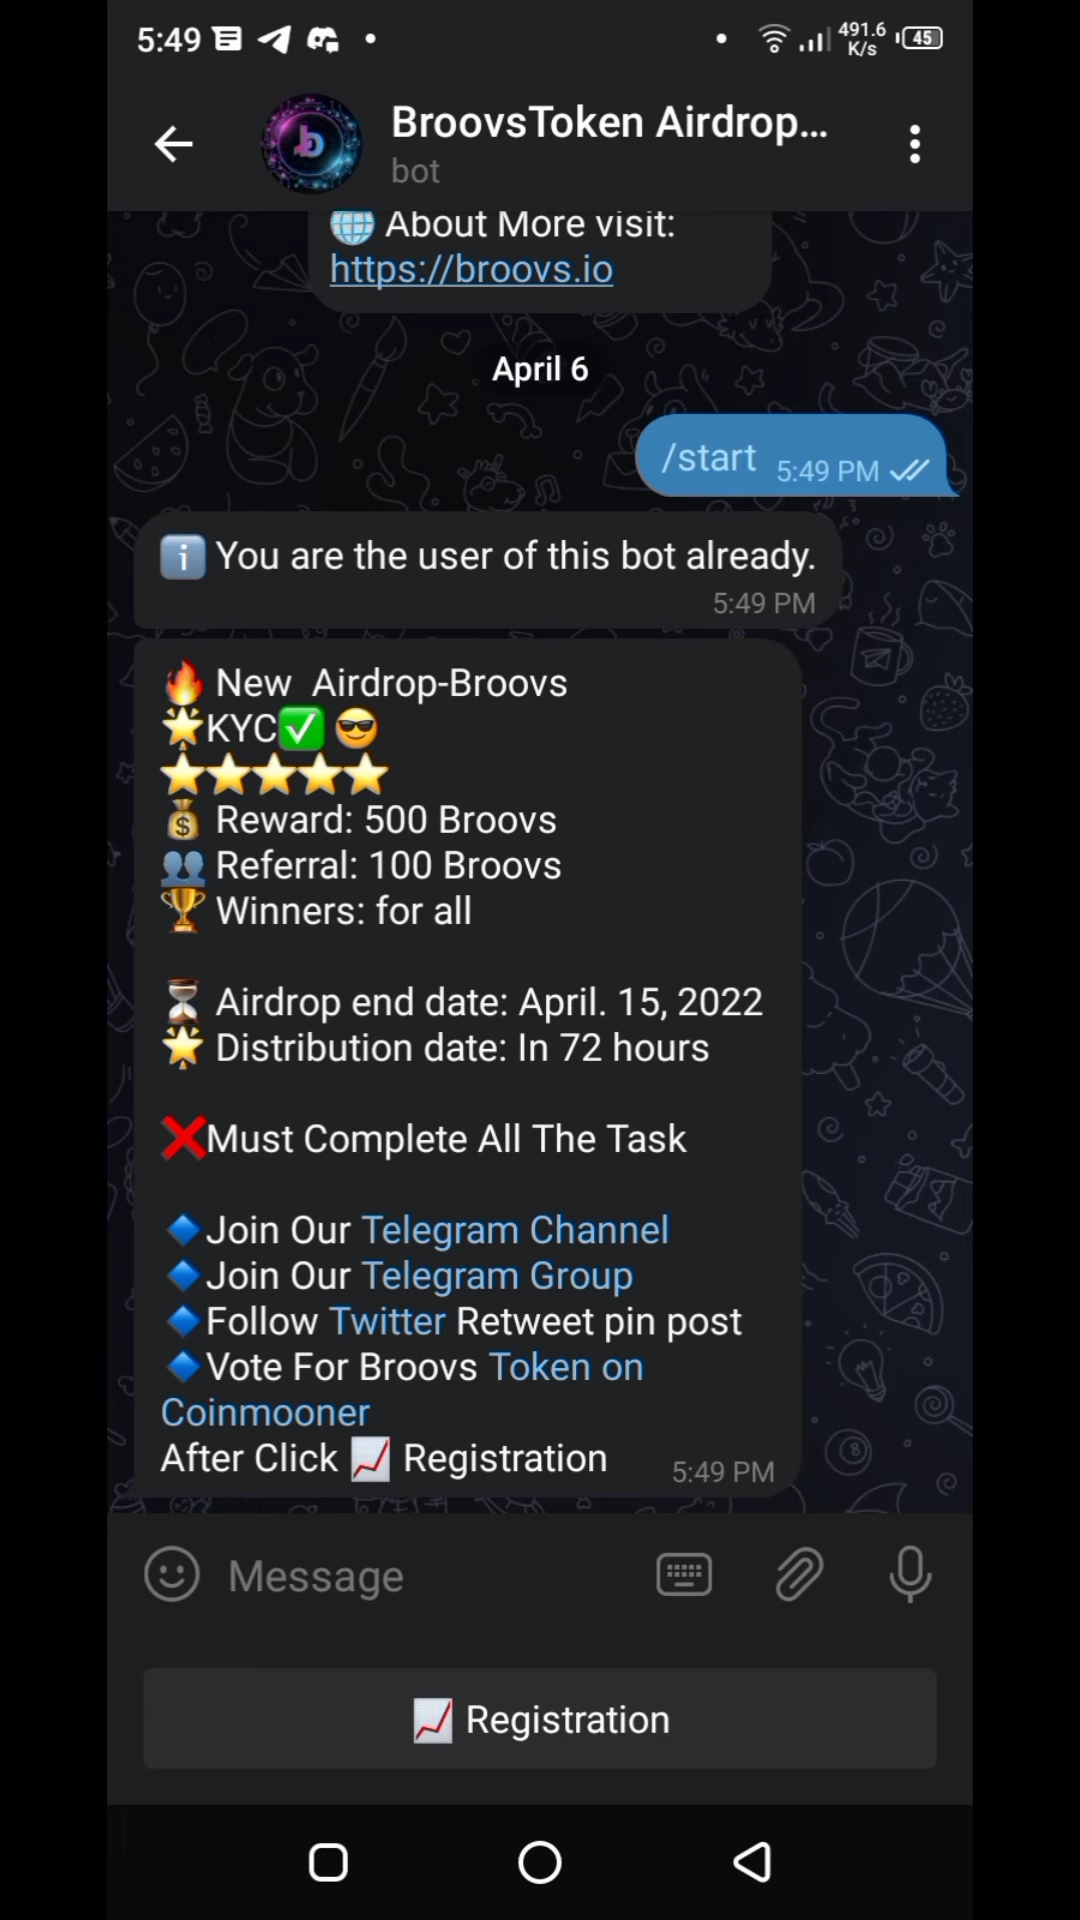 5:49
491.6
K/s
45
BroovsToken Airdrop...
bot
About More visit:
https://broovs.io
April 6
/start 5:49 PM
You are the user of this bot already.
5:49 PM
New Airdrop-Broovs
KYC
Reward: 500 Broovs
Referral: 100 Broovs
Winners: for all
Airdrop end date: April. 15, 2022
Distribution date: In 72 hours
Must Complete All The Task
Join Our Telegram Channel
Join Our Telegram Group
Follow Twitter Retweet pin post
Vote For Broovs Token on
Coinmooner
After Click Registration 5:49 PM
Message
Registration